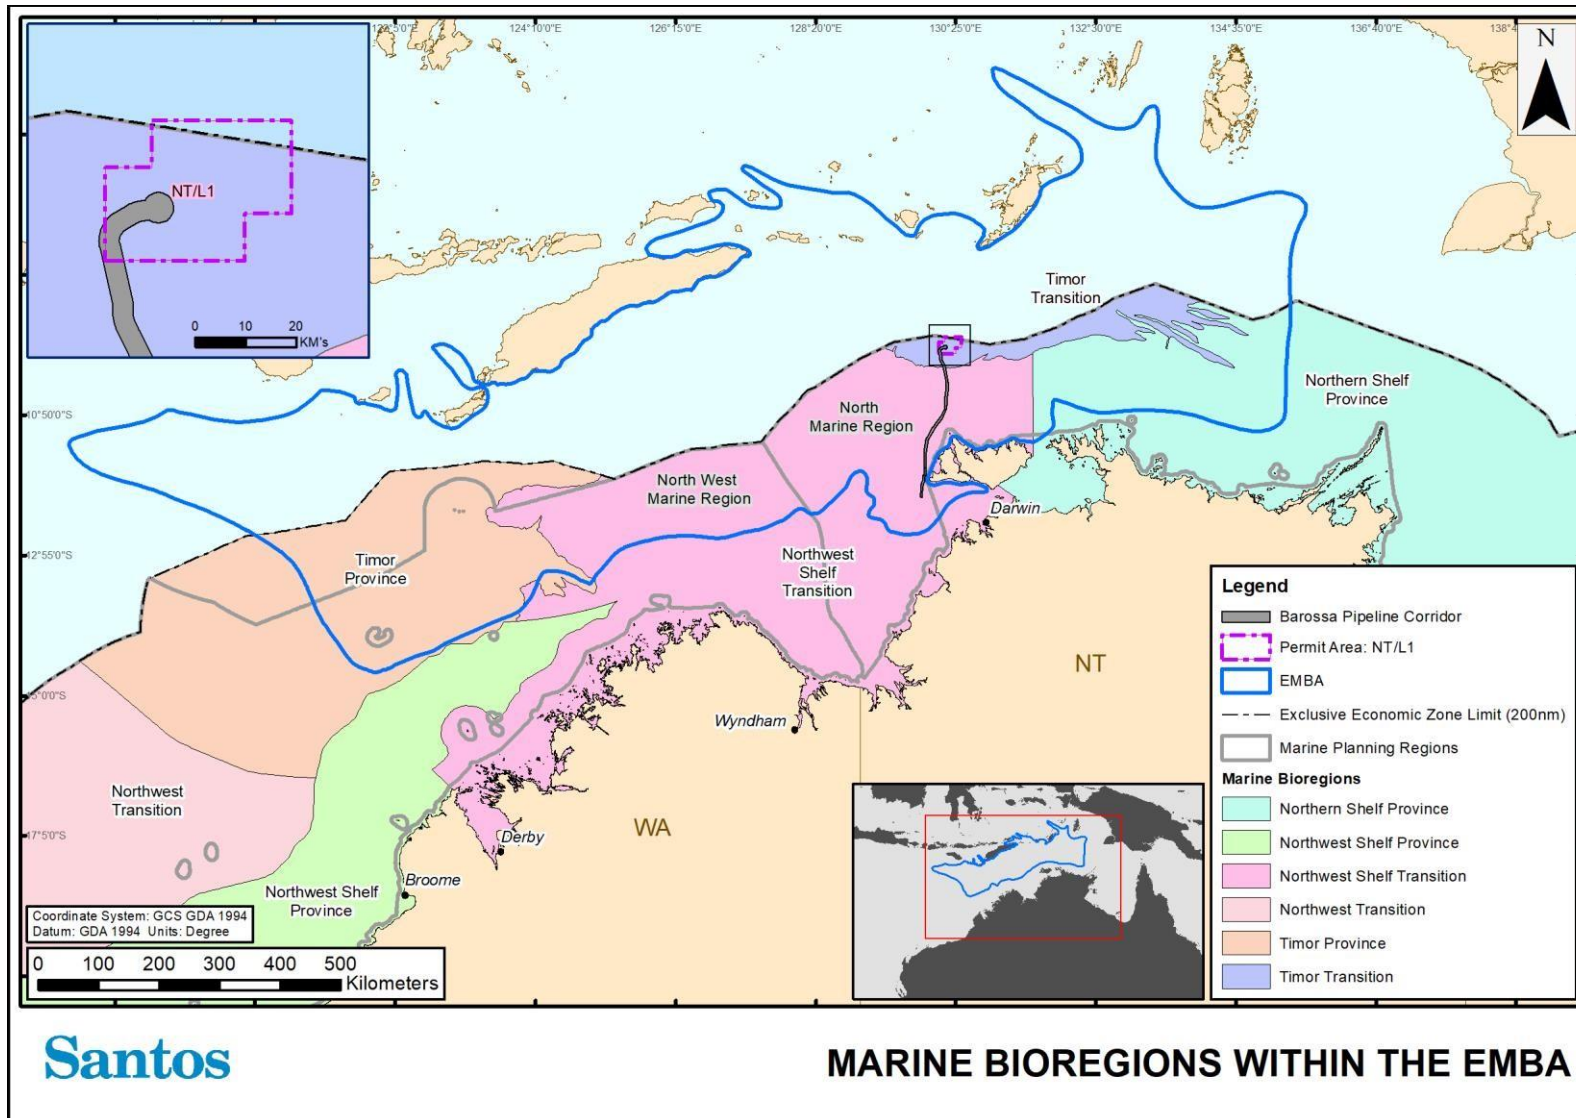 122°5'0"E 124°10'0"E 126°15'0"E 128°20'0"E 130°25'0"E 132°30'0"E 134°35'0"E 136°40'0"E
N
NT/L1
0 10 20
KM's
Timor
Transition
Northern Shelf
Province
10°50'0"S
North
Marine Region
North West
Marine Region
Darwin
12°55'0"S
Timor
Province
Northwest
Shelf
Transition
NT
Wyndham
Northwest
Transition
WA
Derby
Broome
Northwest Shelf
Province
Coordinate System: GCS GDA 1994
Datum: GDA 1994 Units: Degree
0 100 200 300 400 500
Kilometers
Legend
Barossa Pipeline Corridor
Permit Area: NT/L1
EMBA
Exclusive Economic Zone Limit (200nm)
Marine Planning Regions
Marine Bioregions
Northern Shelf Province
Northwest Shelf Province
Northwest Shelf Transition
Northwest Transition
Timor Province
Timor Transition
Santos
MARINE BIOREGIONS WITHIN THE EMBA